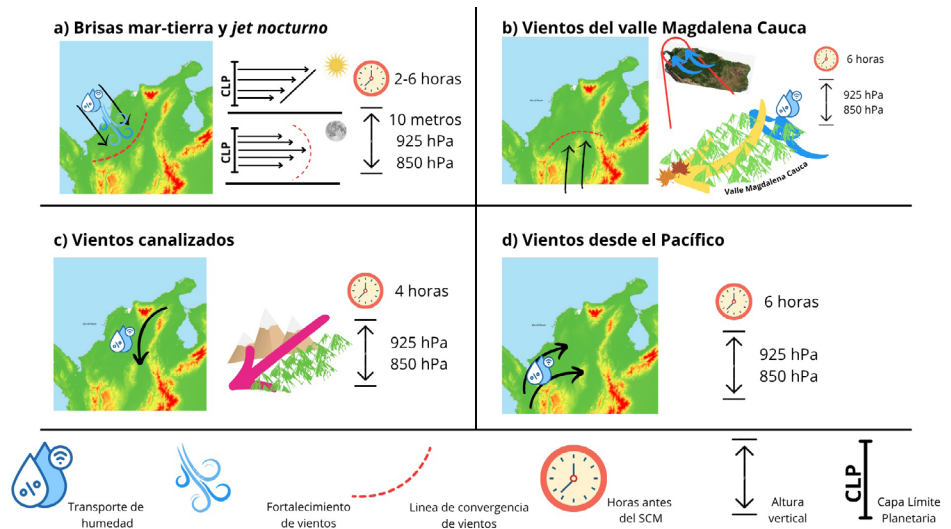 a) Brisas mar-tierra y jet nocturno
CLP
CLP
2-6 horas
10 metros
925 hPa
850 hPa
b) Vientos del valle Magdalena Cauca
6 horas
925 hPa
850 hPa
Valle Magdalena Cauca
c) Vientos canalizados
4 horas
925 hPa
850 hPa
d) Vientos desde el Pacífico
6 horas
925 hPa
850 hPa
Transporte de
humedad
Fortalecimiento
de vientos
Linea de convergencia
de vientos
Horas antes
del SCM
Altura
vertical
CLP
Capa Límite
Planetaria